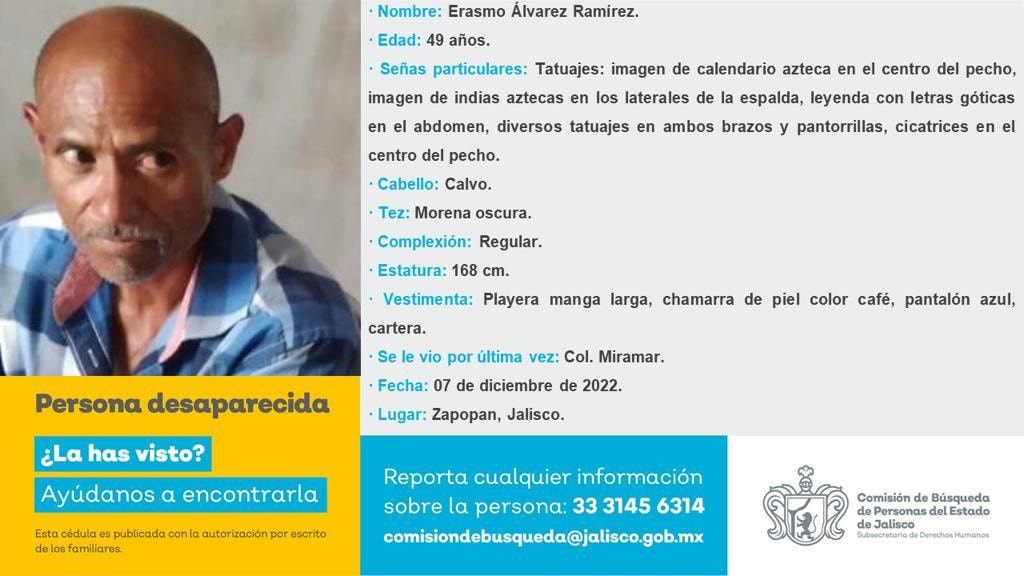 · Nombre: Erasmo Álvarez Ramírez.
· Edad: 49 años.
· Señas particulares: Tatuajes: imagen de calendario azteca en el centro del pecho,
imagen de indias aztecas en los laterales de la espalda, leyenda con letras góticas
en el abdomen, diversos tatuajes en ambos brazos y pantorrillas, cicatrices en el
centro del pecho.
· Cabello: Calvo.
· Tez: Morena oscura.
· Complexión: Regular.
· Estatura: 168 cm.
· Vestimenta: Playera manga larga, chamarra de piel color café, pantalón azul,
cartera.
· Se le vio por última vez: Col. Miramar.
· Fecha: 07 de diciembre de 2022.
· Lugar: Zapopan, Jalisco.
Persona desaparecida
¿La has visto?
Ayúdanos a encontrarla
Esta cédula es publicada con la autorización por escrito
de los familiares.
Reporta cualquier información
sobre la persona: 33 3145 6314
comisiondebusqueda@jalisco.gob.mx
Comisión de Búsqueda
de Personas del Estado
de Jalisco
Subsecretaría de Derechos Humanos